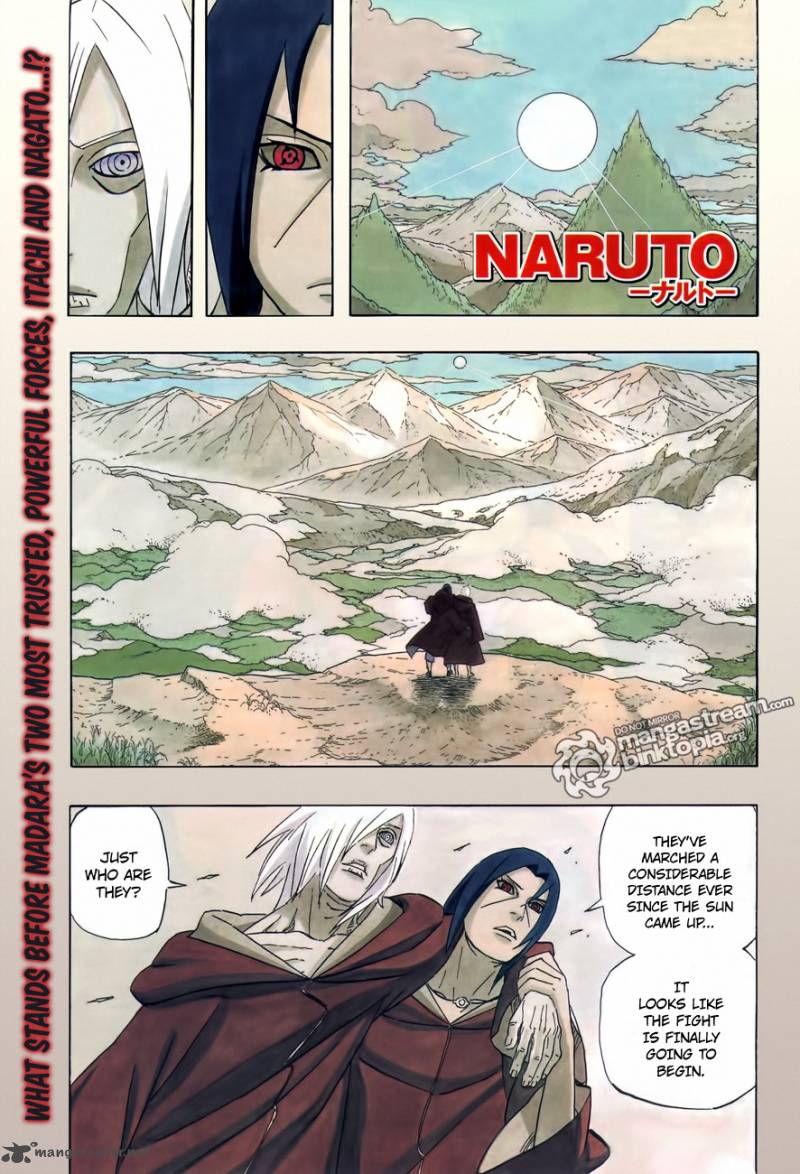 WHAT STANDS BEFORE MADARA'S TWO MOST TRUSTED, POWERFUL FORCES, ITACHI AND NAGATO...!?
NARUTO
ーナルトー
DO NOT MIRROR
mangastream.com
binktopia.org
THEY'VE
MARCHED A
CONSIDERABLE
DISTANCE EVER
SINCE THE SUN
CAME UP...
IT
LOOKS LIKE
THE FIGHT
IS FINALLY
GOING TO
BEGIN.
JUST
WHO ARE
THEY?